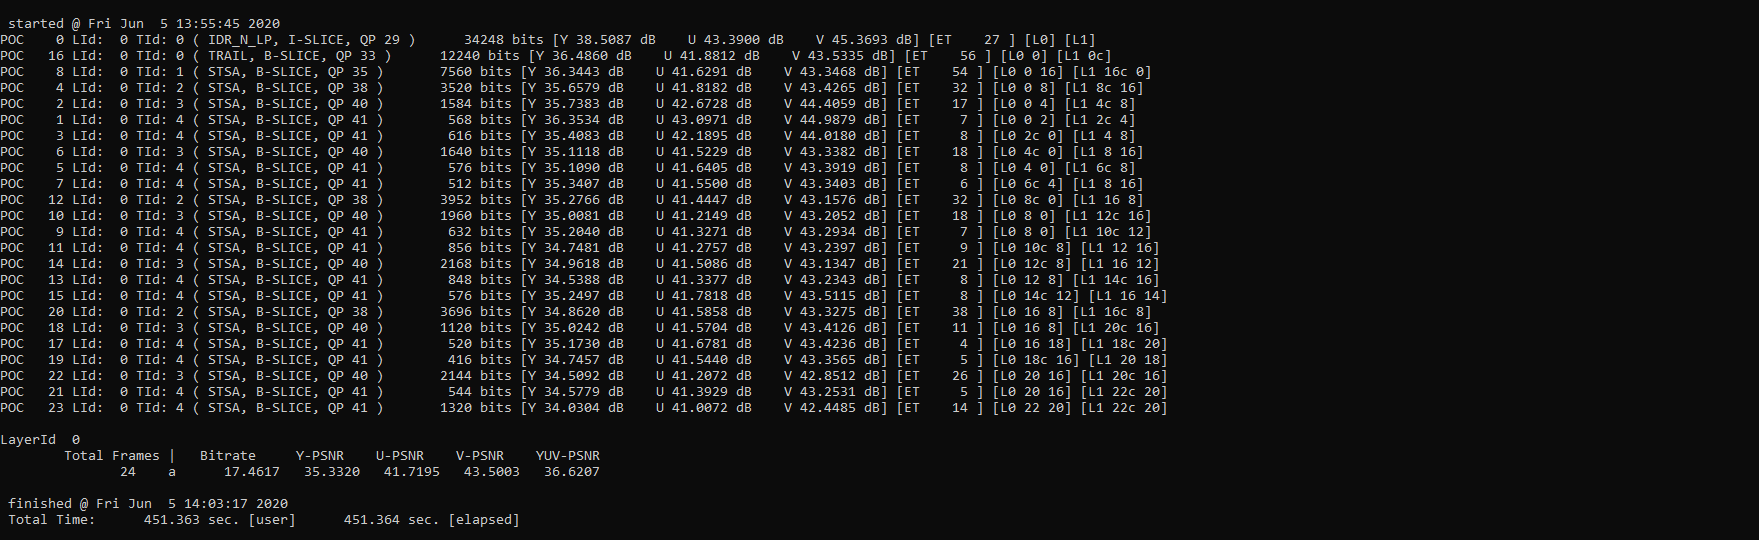 started @ Fri Jun  5 13:55:45 2020
POC    0 LId:  0 TId: 0 ( IDR_N_LP, I-SLICE, QP 29 )      34248 bits [Y 38.5087 dB    U 43.3900 dB    V 45.3693 dB] [ET    27 ] [L0] [L1]
POC   16 LId:  0 TId: 0 ( TRAIL, B-SLICE, QP 33 )      12240 bits [Y 36.4860 dB    U 41.8812 dB    V 43.5335 dB] [ET    56 ] [L0 0] [L1 0c]
POC    8 LId:  0 TId: 1 ( STSA, B-SLICE, QP 35 )       7560 bits [Y 36.3443 dB    U 41.6291 dB    V 43.3468 dB] [ET    54 ] [L0 0 16] [L1 16c 0]
POC    4 LId:  0 TId: 2 ( STSA, B-SLICE, QP 38 )       3520 bits [Y 35.6579 dB    U 41.8182 dB    V 43.4265 dB] [ET    32 ] [L0 0 8] [L1 8c 16]
POC    2 LId:  0 TId: 3 ( STSA, B-SLICE, QP 40 )       1584 bits [Y 35.7383 dB    U 42.6728 dB    V 44.4059 dB] [ET    17 ] [L0 0 4] [L1 4c 8]
POC    1 LId:  0 TId: 4 ( STSA, B-SLICE, QP 41 )        568 bits [Y 36.3534 dB    U 43.0971 dB    V 44.9879 dB] [ET     7 ] [L0 0 2] [L1 2c 4]
POC    3 LId:  0 TId: 4 ( STSA, B-SLICE, QP 41 )        616 bits [Y 35.4083 dB    U 42.1895 dB    V 44.0180 dB] [ET     8 ] [L0 2c 0] [L1 4 8]
POC    6 LId:  0 TId: 3 ( STSA, B-SLICE, QP 40 )       1640 bits [Y 35.1118 dB    U 41.5229 dB    V 43.3382 dB] [ET    18 ] [L0 4c 0] [L1 8 16]
POC    5 LId:  0 TId: 4 ( STSA, B-SLICE, QP 41 )        576 bits [Y 35.1090 dB    U 41.6405 dB    V 43.3919 dB] [ET     8 ] [L0 4 0] [L1 6c 8]
POC    7 LId:  0 TId: 4 ( STSA, B-SLICE, QP 41 )        512 bits [Y 35.3407 dB    U 41.5500 dB    V 43.3403 dB] [ET     6 ] [L0 6c 4] [L1 8 16]
POC   12 LId:  0 TId: 2 ( STSA, B-SLICE, QP 38 )       3952 bits [Y 35.2766 dB    U 41.4447 dB    V 43.1576 dB] [ET    32 ] [L0 8c 0] [L1 16 8]
POC   10 LId:  0 TId: 3 ( STSA, B-SLICE, QP 40 )       1960 bits [Y 35.0081 dB    U 41.2149 dB    V 43.2052 dB] [ET    18 ] [L0 8 0] [L1 12c 16]
POC    9 LId:  0 TId: 4 ( STSA, B-SLICE, QP 41 )        632 bits [Y 35.2040 dB    U 41.3271 dB    V 43.2934 dB] [ET     7 ] [L0 8 0] [L1 10c 12]
POC   11 LId:  0 TId: 4 ( STSA, B-SLICE, QP 41 )        856 bits [Y 34.7481 dB    U 41.2757 dB    V 43.2397 dB] [ET     9 ] [L0 10c 8] [L1 12 16]
POC   14 LId:  0 TId: 3 ( STSA, B-SLICE, QP 40 )       2168 bits [Y 34.9618 dB    U 41.5086 dB    V 43.1347 dB] [ET    21 ] [L0 12c 8] [L1 16 12]
POC   13 LId:  0 TId: 4 ( STSA, B-SLICE, QP 41 )        848 bits [Y 34.5388 dB    U 41.3377 dB    V 43.2343 dB] [ET     8 ] [L0 12 8] [L1 14c 16]
POC   15 LId:  0 TId: 4 ( STSA, B-SLICE, QP 41 )        576 bits [Y 35.2497 dB    U 41.7818 dB    V 43.5115 dB] [ET     8 ] [L0 14c 12] [L1 16 14]
POC   20 LId:  0 TId: 2 ( STSA, B-SLICE, QP 38 )       3696 bits [Y 34.8620 dB    U 41.5858 dB    V 43.3275 dB] [ET    38 ] [L0 16 8] [L1 16c 8]
POC   18 LId:  0 TId: 3 ( STSA, B-SLICE, QP 40 )       1120 bits [Y 35.0242 dB    U 41.5704 dB    V 43.4126 dB] [ET    11 ] [L0 16 8] [L1 20c 16]
POC   17 LId:  0 TId: 4 ( STSA, B-SLICE, QP 41 )        520 bits [Y 35.1730 dB    U 41.6781 dB    V 43.4236 dB] [ET     4 ] [L0 16 18] [L1 18c 20]
POC   19 LId:  0 TId: 4 ( STSA, B-SLICE, QP 41 )        416 bits [Y 34.7457 dB    U 41.5440 dB    V 43.3565 dB] [ET     5 ] [L0 18c 16] [L1 20 18]
POC   22 LId:  0 TId: 3 ( STSA, B-SLICE, QP 40 )       2144 bits [Y 34.5092 dB    U 41.2072 dB    V 42.8512 dB] [ET    26 ] [L0 20 16] [L1 20c 16]
POC   21 LId:  0 TId: 4 ( STSA, B-SLICE, QP 41 )        544 bits [Y 34.5779 dB    U 41.3929 dB    V 43.2531 dB] [ET     5 ] [L0 20 16] [L1 22c 20]
POC   23 LId:  0 TId: 4 ( STSA, B-SLICE, QP 41 )       1320 bits [Y 34.0304 dB    U 41.0072 dB    V 42.4485 dB] [ET    14 ] [L0 22 20] [L1 22c 20]
LayerId  0
Total Frames |   Bitrate     Y-PSNR    U-PSNR    V-PSNR    YUV-PSNR
24    a      17.4617   35.3320   41.7195   43.5003   36.6207
finished @ Fri Jun  5 14:03:17 2020
Total Time:      451.363 sec. [user]      451.364 sec. [elapsed]